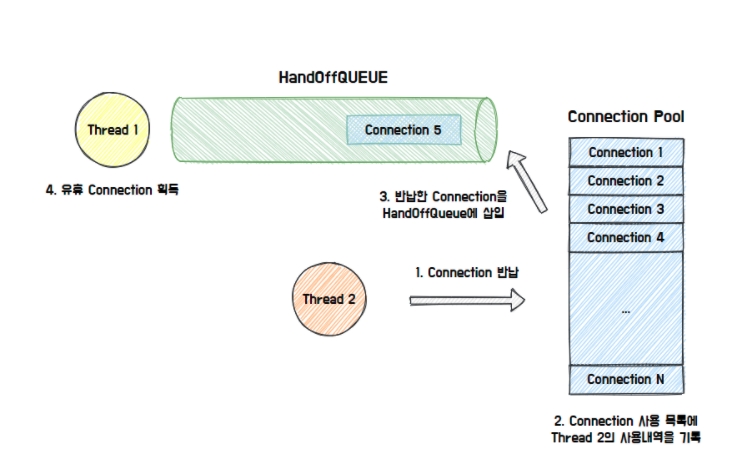 HandOffQUEUE
Thread 1
Connection 5
4. 유휴 Connection 획득
3. 반납한 Connection을
HandOffQueue에 삽입
Connection Pool
Connection 1
Connection 2
Connection 3
Connection 4
...
Connection N
Thread 2
1. Connection 반납
2. Connection 사용 목록에
Thread 2의 사용내역을 기록